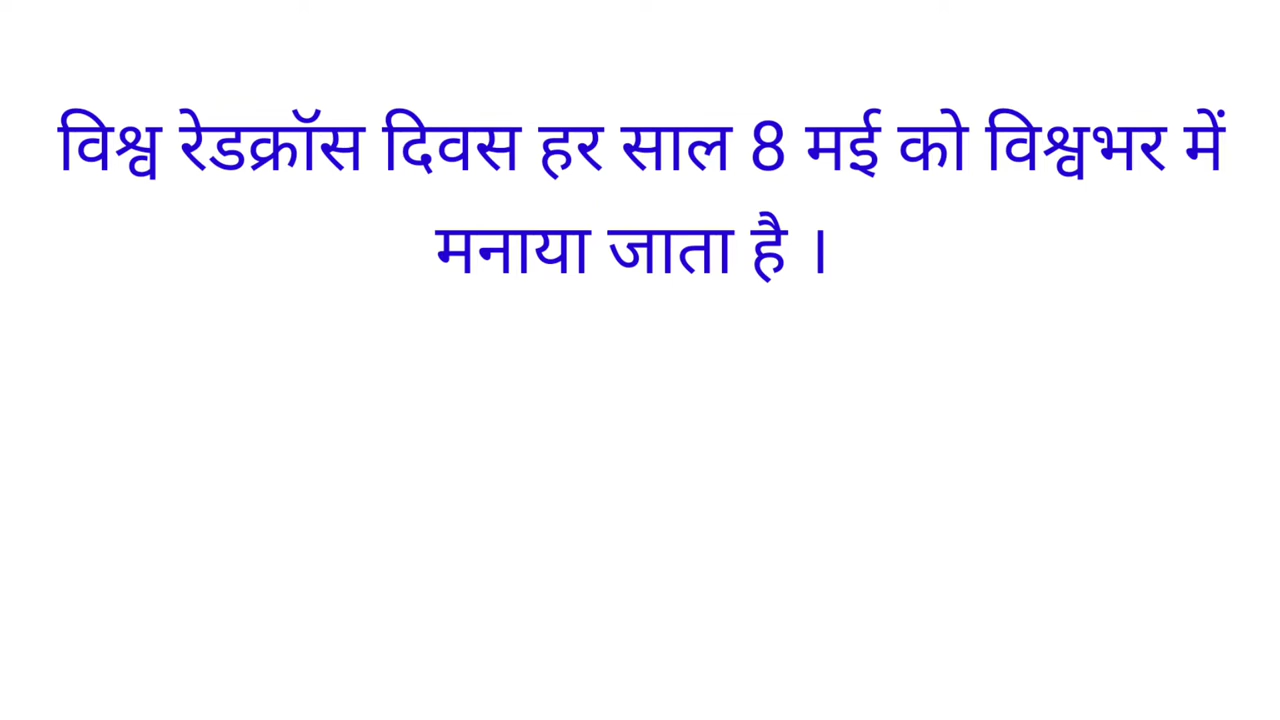 विश्व रेडक्रॉस दिवस हर साल 8 मई को विश्वभर में
मनाया जाता है ।